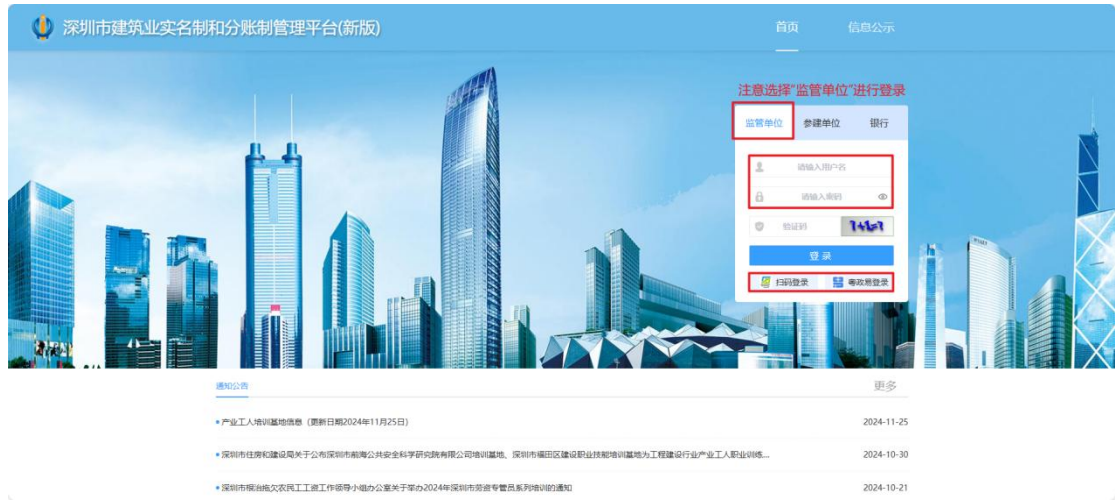 深圳市建筑业实名制和分账制管理平台(新版)
首页 信息公示
注意选择"监管单位"进行登录
监管单位 参建单位 银行
请输入用户名
请输入密码
验证码
登 录
扫码登录 粤政易登录
通知公告 更多
产业工人培训基地信息（更新日期2024年11月25日） 2024-11-25
深圳市住房和建设局关于公布深圳市前海公共安全科学研究院有限公司培训基地、深圳市福田区建设职业技能培训基地为工程建设行业产业工人职业训练... 2024-10-30
深圳市根治拖欠农民工工资工作领导小组办公室关于举办2024年深圳市劳资专管员系列培训的通知 2024-10-21